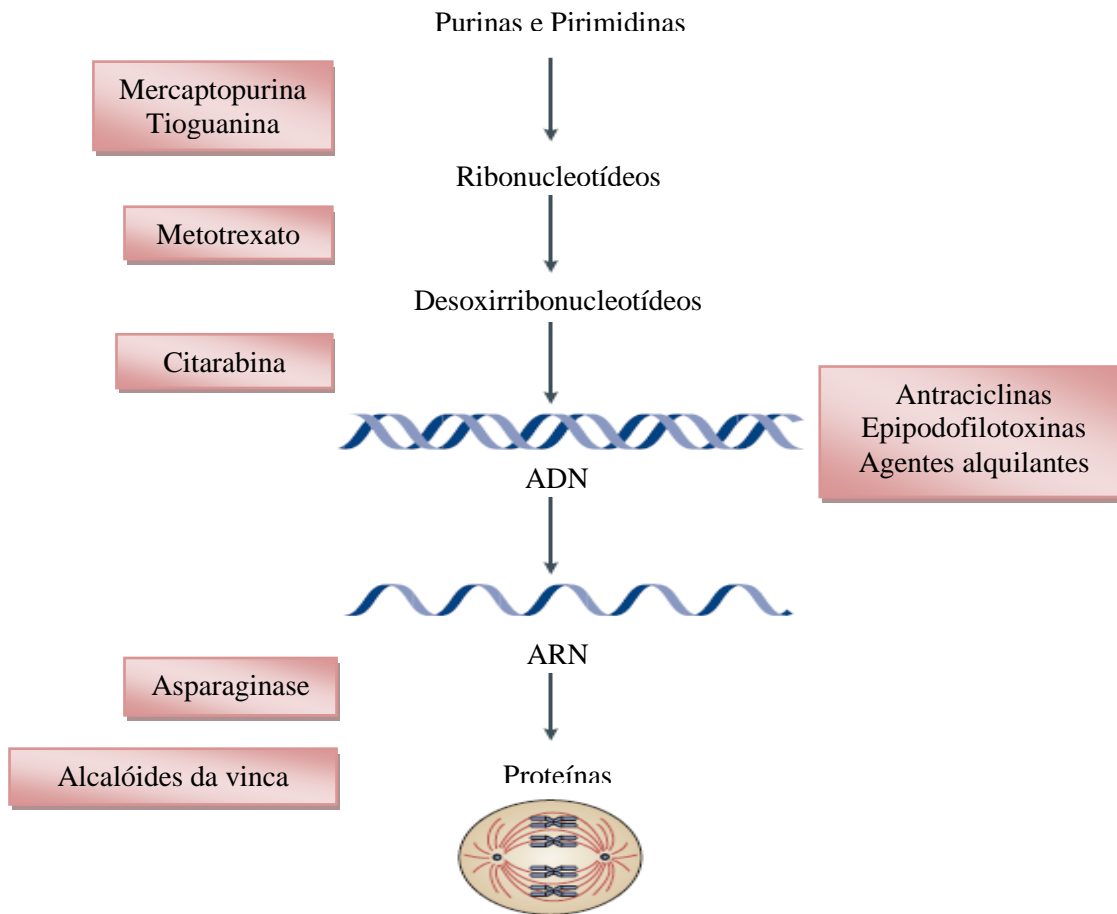 Purinas e Pirimidinas
Mercaptopurina
Tioguanina
Ribonucleotídeos
Metotrexato
Desoxirribonucleotídeos
Citarabina
Antraciclinas
Epipodofilotoxinas
Agentes alquilantes
ADN
ARN
Asparaginase
Alcalóides da vinca
Proteínas